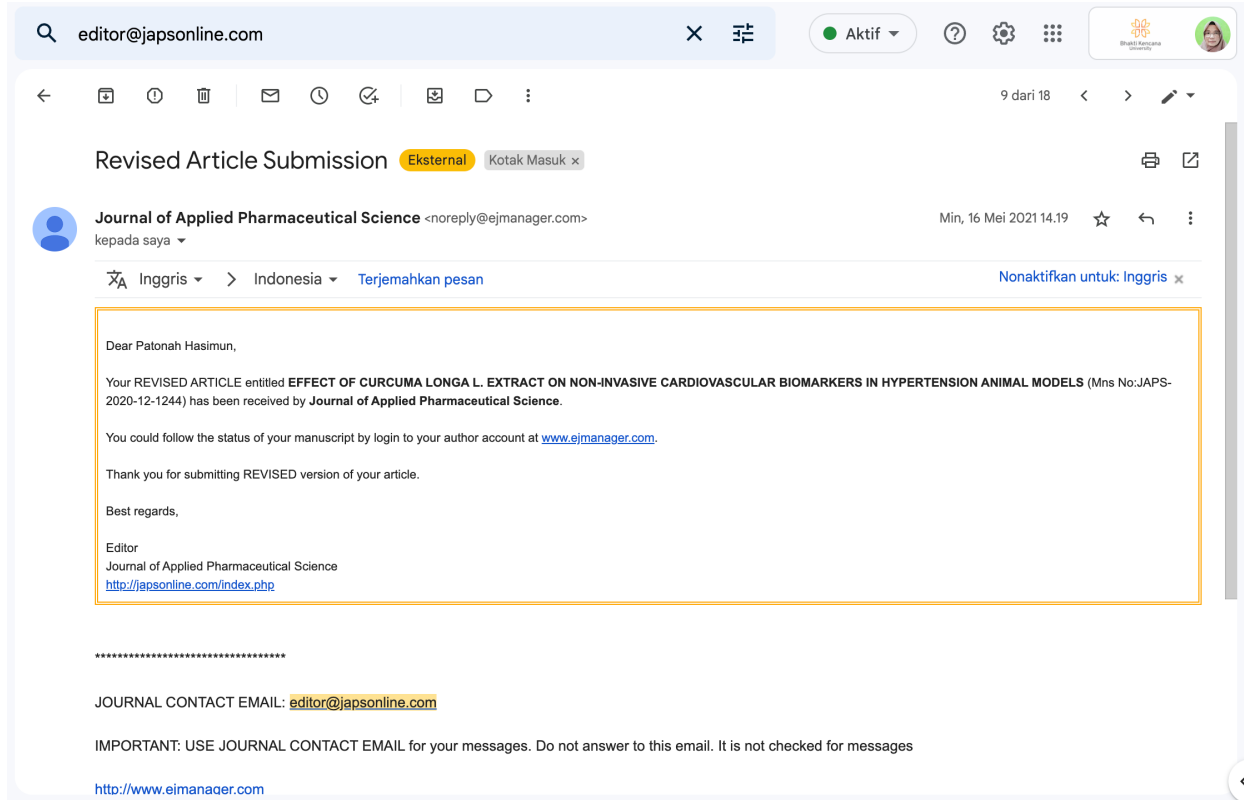 editor@japsonline.com
Aktif
Bhakti Kencana
University
9 dari 18
Revised Article Submission Eksternal Kotak Masuk ×
Journal of Applied Pharmaceutical Science <noreply@ejmanager.com>
Min, 16 Mei 2021 14.19
kepada saya
Inggris > Indonesia Terjemahkan pesan
Nonaktifkan untuk: Inggris ×
Dear Patonah Hasimun,
Your REVISED ARTICLE entitled EFFECT OF CURCUMA LONGA L. EXTRACT ON NON-INVASIVE CARDIOVASCULAR BIOMARKERS IN HYPERTENSION ANIMAL MODELS (Mns No:JAPS-
2020-12-1244) has been received by Journal of Applied Pharmaceutical Science.
You could follow the status of your manuscript by login to your author account at www.ejmanager.com.
Thank you for submitting REVISED version of your article.
Best regards,
Editor
Journal of Applied Pharmaceutical Science
http://japsonline.com/index.php
**********************************
JOURNAL CONTACT EMAIL: editor@japsonline.com
IMPORTANT: USE JOURNAL CONTACT EMAIL for your messages. Do not answer to this email. It is not checked for messages
http://www.ejmanager.com